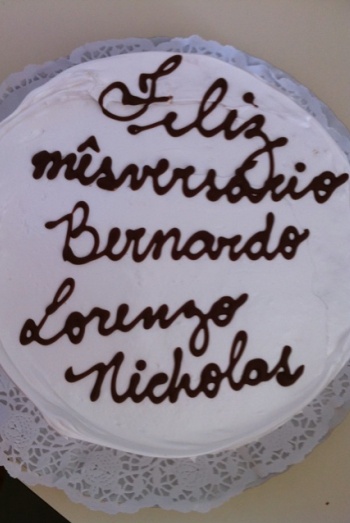 Feliz
mêsversário
Bernardo
Lorenzo
Nicholas